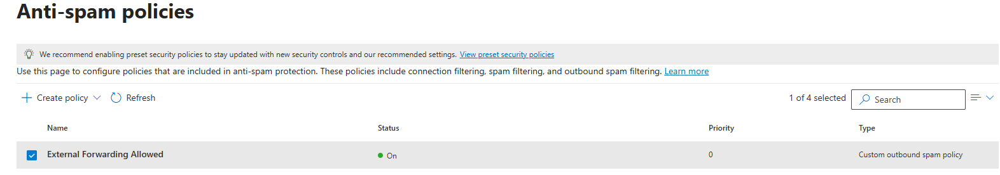 Anti-spam policies
We recommend enabling preset security policies to stay updated with new security controls and our recommended settings. View preset security policies
Use this page to configure policies that are included in anti-spam protection. These policies include connection filtering, spam filtering, and outbound spam filtering. Learn more
Create policy Refresh 1 of 4 selected Search
Name Status Priority Type
External Forwarding Allowed On 0 Custom outbound spam policy